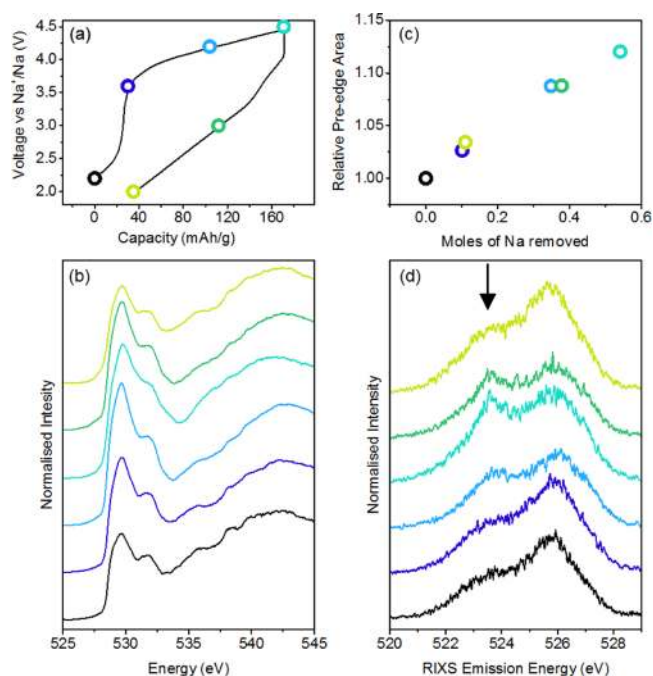 (a)
Voltage vs Na⁺/Na (V)
4.5
4.0
3.5
3.0
2.5
2.0
0 40 80 120 160
Capacity (mAh/g)
(c)
Relative Pre-edge Area
1.15
1.10
1.05
1.00
0.0 0.2 0.4 0.6
Moles of Na removed
(b)
Normalised Intesity
525 530 535 540 545
Energy (eV)
(d)
Normalised Intensity
520 522 524 526 528
RIXS Emission Energy (eV)